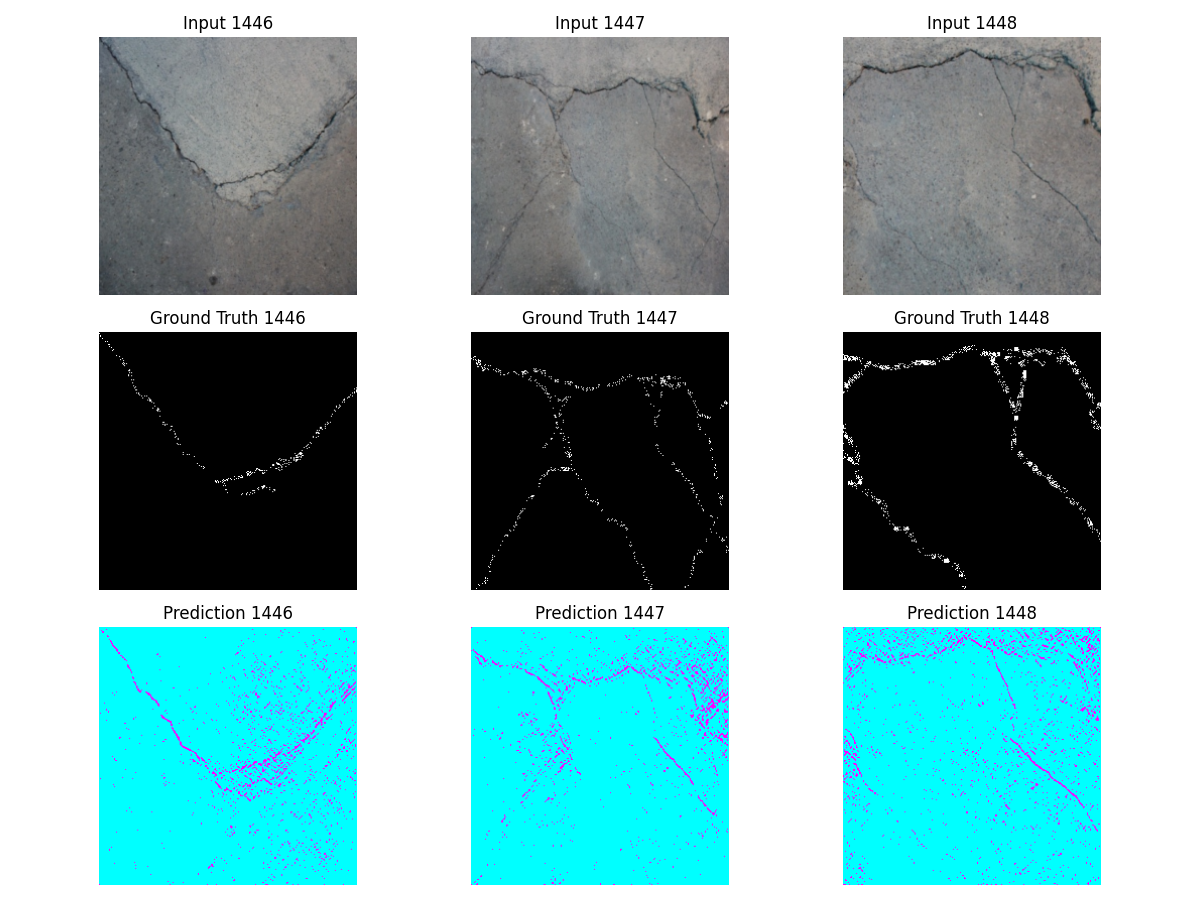 Input 1446
Input 1447
Input 1448
Ground Truth 1446
Ground Truth 1447
Ground Truth 1448
Prediction 1446
Prediction 1447
Prediction 1448